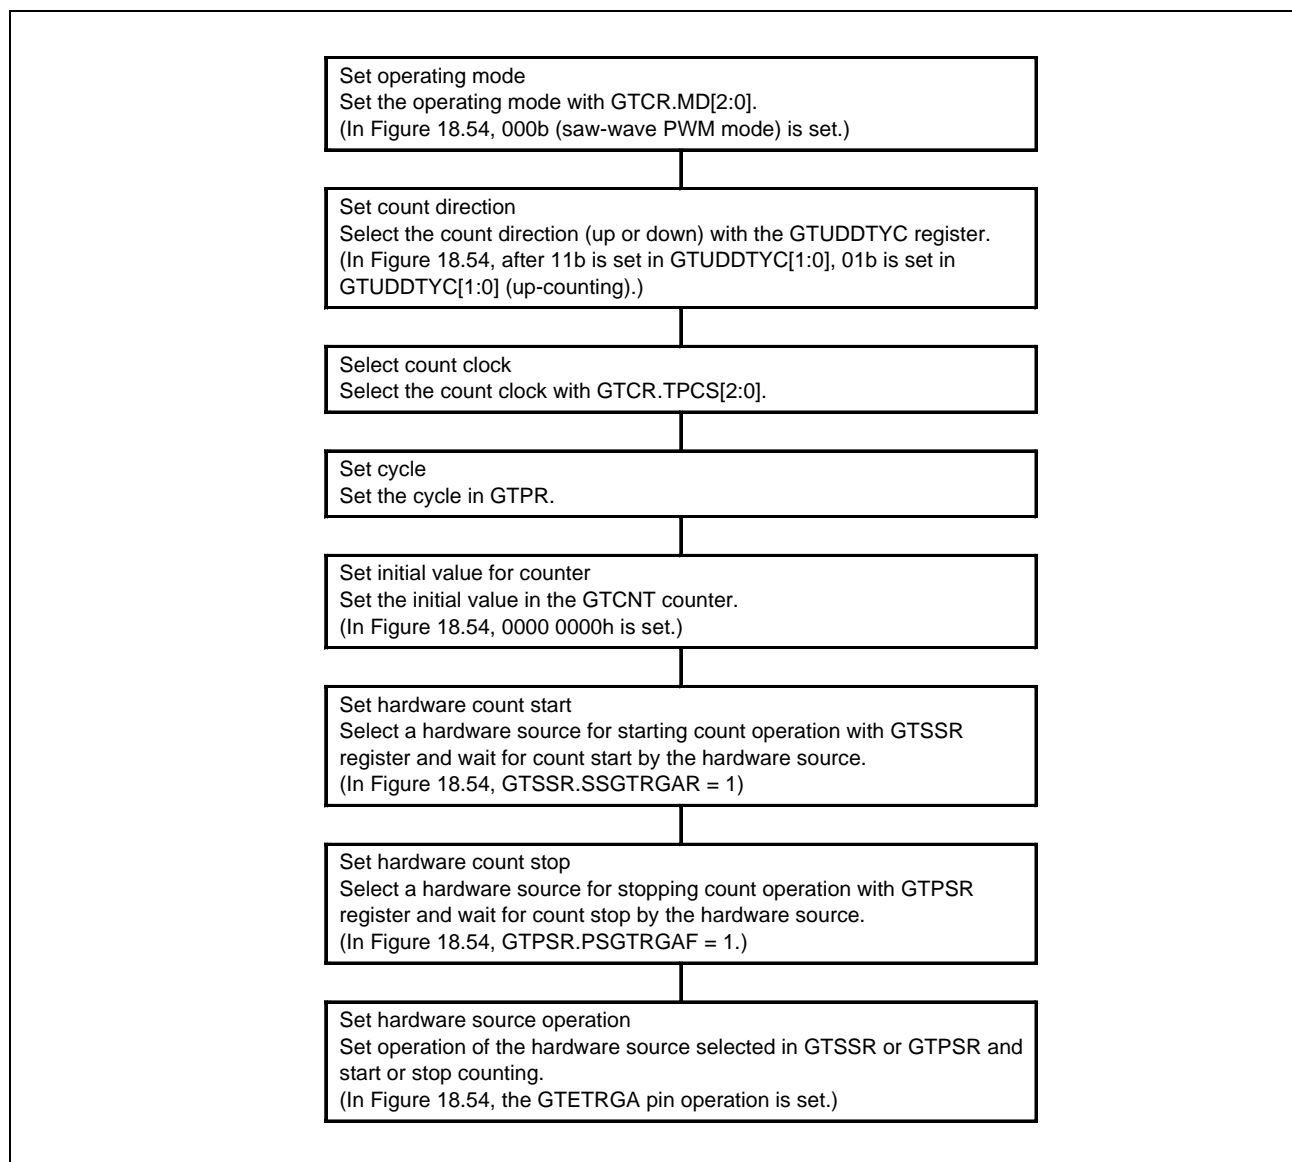 Set operating mode
Set the operating mode with GTCR.MD[2:0].
(In Figure 18.54, 000b (saw-wave PWM mode) is set.)
Set count direction
Select the count direction (up or down) with the GTUDDTYC register.
(In Figure 18.54, after 11b is set in GTUDDTYC[1:0], 01b is set in
GTUDDTYC[1:0] (up-counting).)
Select count clock
Select the count clock with GTCR.TPCS[2:0].
Set cycle
Set the cycle in GTPR.
Set initial value for counter
Set the initial value in the GTCNT counter.
(In Figure 18.54, 0000 0000h is set.)
Set hardware count start
Select a hardware source for starting count operation with GTSSR
register and wait for count start by the hardware source.
(In Figure 18.54, GTSSR.SSGTRGAR = 1)
Set hardware count stop
Select a hardware source for stopping count operation with GTPSR
register and wait for count stop by the hardware source.
(In Figure 18.54, GTPSR.PSGTRGAF = 1.)
Set hardware source operation
Set operation of the hardware source selected in GTSSR or GTPSR and
start or stop counting.
(In Figure 18.54, the GTETRGA pin operation is set.)